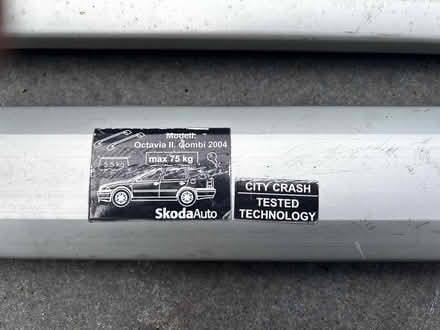 Modell:
Octavia II. Combi 2004
5,5 kg
max 75 kg
SkodaAuto
CITY CRASH
TESTED
TECHNOLOGY